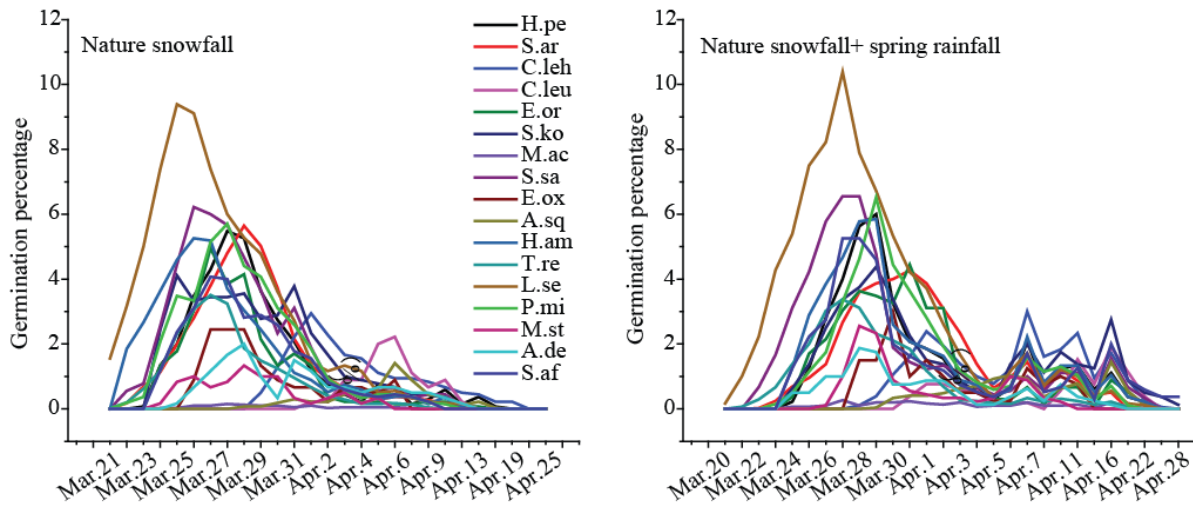 12
10
8
6
4
2
0
Germination percentage
Nature snowfall
H.pe
S.ar
C.leh
C.leu
E.or
S.ko
M.ac
S.sa
E.ox
A.sq
H.am
T.re
L.se
P.mi
M.st
A.de
S.af
Mar.21
Mar.23
Mar.25
Mar.27
Mar.29
Mar.31
Apr.2
Apr.4
Apr.6
Apr.9
Apr.13
Apr.19
Apr.25
12
10
8
6
4
2
0
Germination percentage
Nature snowfall+ spring rainfall
Mar.20
Mar.22
Mar.24
Mar.26
Mar.28
Mar.30
Apr.1
Apr.3
Apr.5
Apr.7
Apr.11
Apr.16
Apr.22
Apr.28